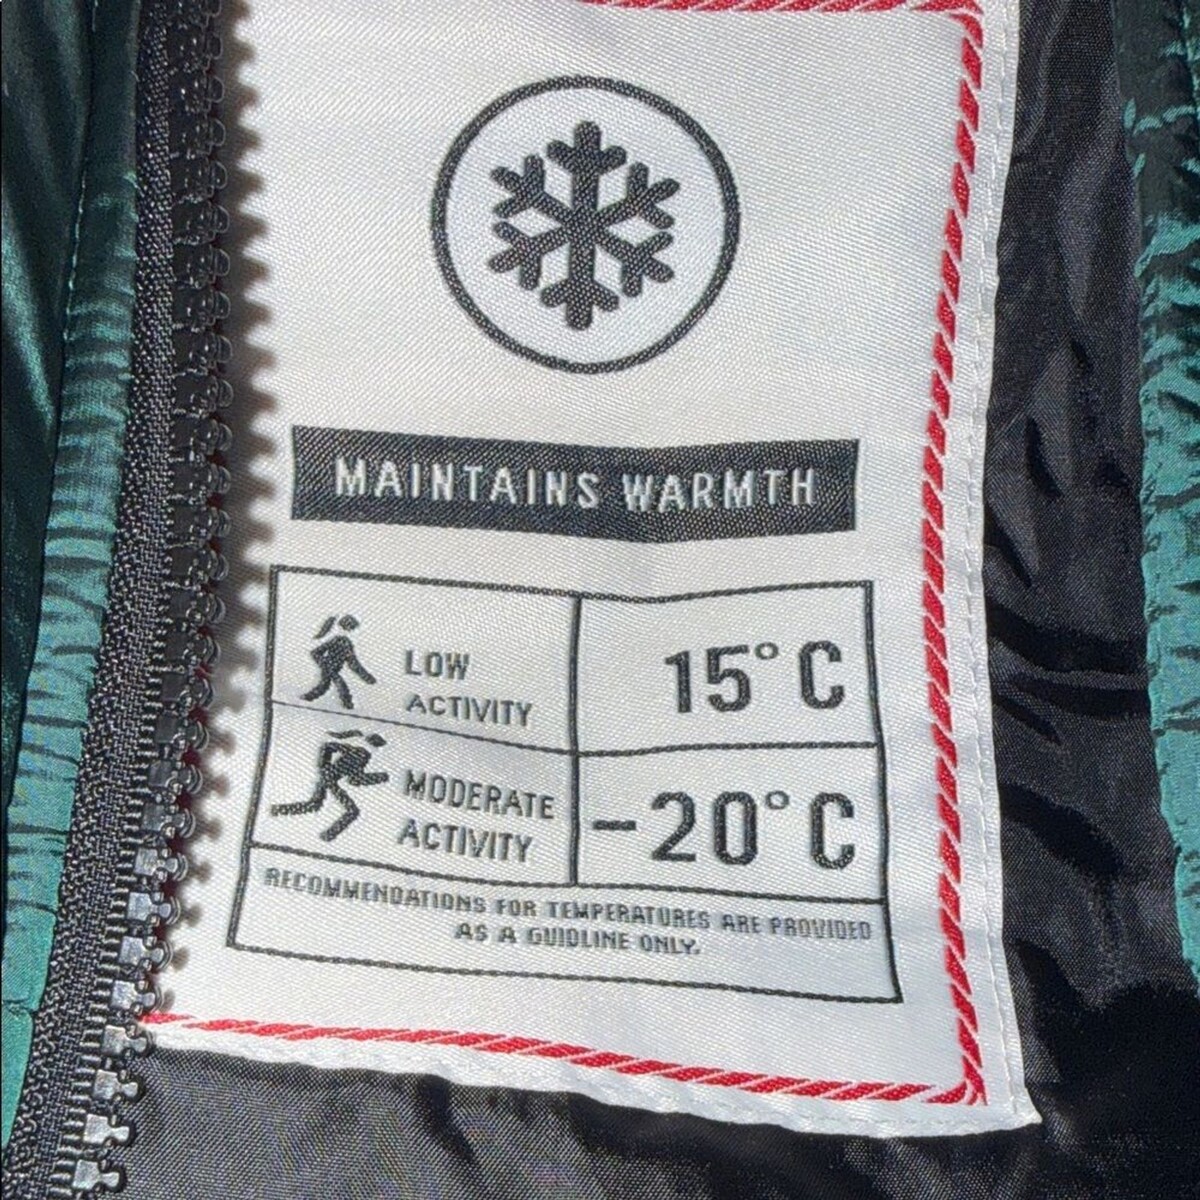 MAINTAINS WARMTH
LOW
ACTIVITY
15° C
MODERATE
ACTIVITY
-20° C
RECOMMENDATIONS FOR TEMPERATURES ARE PROVIDED
AS A GUIDLINE ONLY.